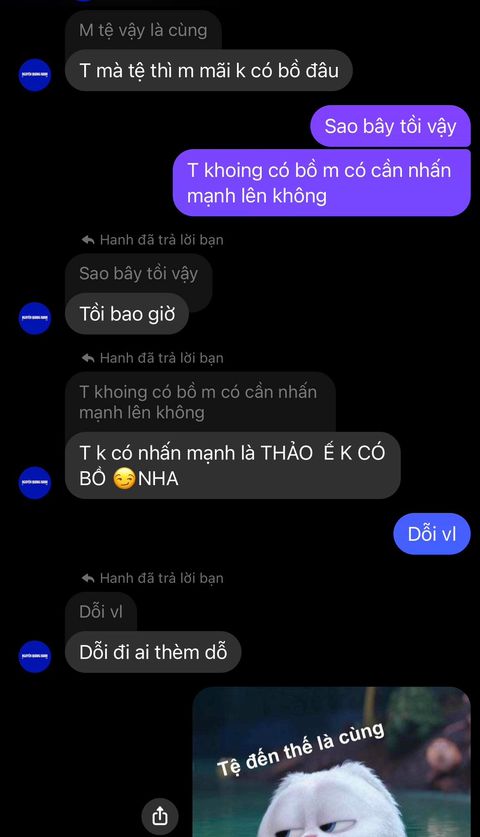 M tệ vậy là cùng
T mà tệ thì m mãi k có bồ đâu
Sao bây tồi vậy
T khoing có bồ m có cần nhấn
mạnh lên không
Hanh đã trả lời bạn
Sao bây tồi vậy
Tồi bao giờ
Hanh đã trả lời bạn
T khoing có bồ m có cần nhấn
mạnh lên không
T k có nhấn mạnh là THẢO Ế K CÓ
BỒ 😏NHA
Dỗi vl
Hanh đã trả lời bạn
Dỗi vl
Dỗi đi ai thèm dỗ
Tệ đến thế là cùng